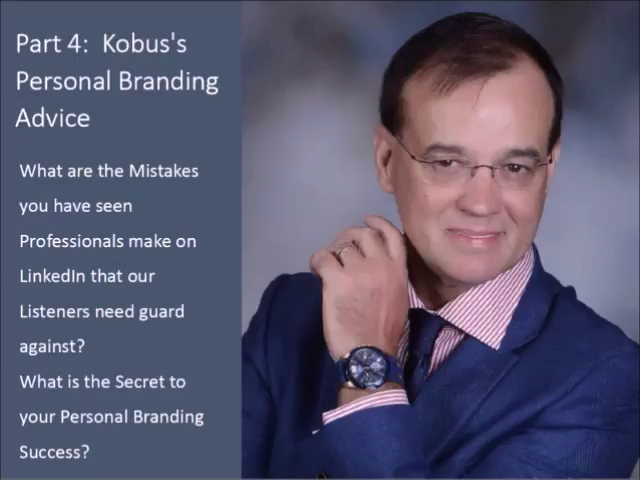 Part 4:  Kobus's
Personal Branding
Advice
What are the Mistakes
you have seen
Professionals make on
LinkedIn that our
Listeners need guard
against?
What is the Secret to
your Personal Branding
Success?